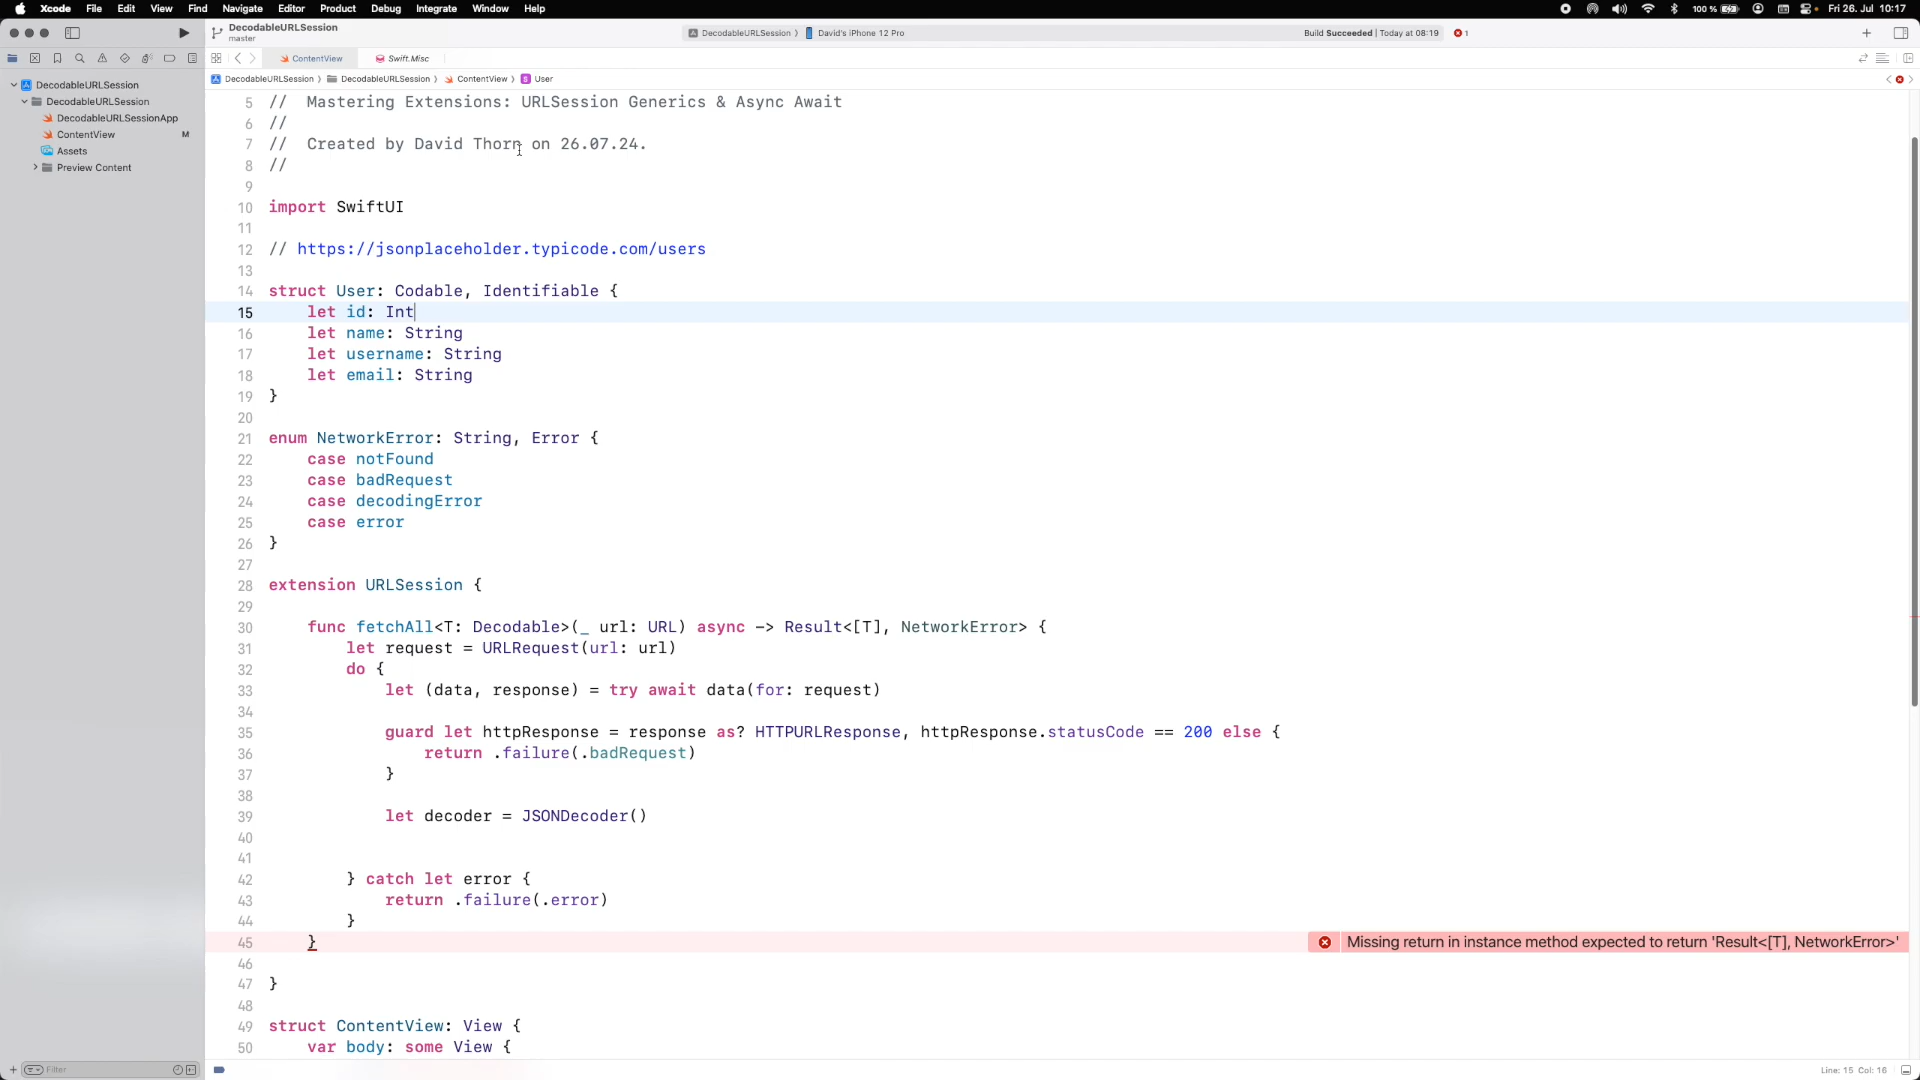 Xcode File Edit View Find Navigate Editor Product Debug Integrate Window Help 100 % Fri 26. Jul 10:17
DecodableURLSession
master
DecodableURLSession David's iPhone 12 Pro Build Succeeded | Today at 08:19 1
ContentView Swift.Misc
DecodableURLSession DecodableURLSession ContentView S User
DecodableURLSession
DecodableURLSession
DecodableURLSessionApp
ContentView M
Assets
Preview Content
5 // Mastering Extensions: URLSession Generics & Async Await
6 //
7 // Created by David Thorn on 26.07.24.
8 //
9
10 import SwiftUI
11
12 // https://jsonplaceholder.typicode.com/users
13
14 struct User: Codable, Identifiable {
15 let id: Int
16 let name: String
17 let username: String
18 let email: String
19 }
20
21 enum NetworkError: String, Error {
22 case notFound
23 case badRequest
24 case decodingError
25 case error
26 }
27
28 extension URLSession {
29
30 func fetchAll<T: Decodable>(_ url: URL) async -> Result<[T], NetworkError> {
31 let request = URLRequest(url: url)
32 do {
33 let (data, response) = try await data(for: request)
34
35 guard let httpResponse = response as? HTTPURLResponse, httpResponse.statusCode == 200 else {
36 return .failure(.badRequest)
37 }
38
39 let decoder = JSONDecoder()
40
41
42 } catch let error {
43 return .failure(.error)
44 }
45 } Missing return in instance method expected to return 'Result<[T], NetworkError>'
46
47 }
48
49 struct ContentView: View {
50 var body: some View {
Filter
Line: 15 Col: 16